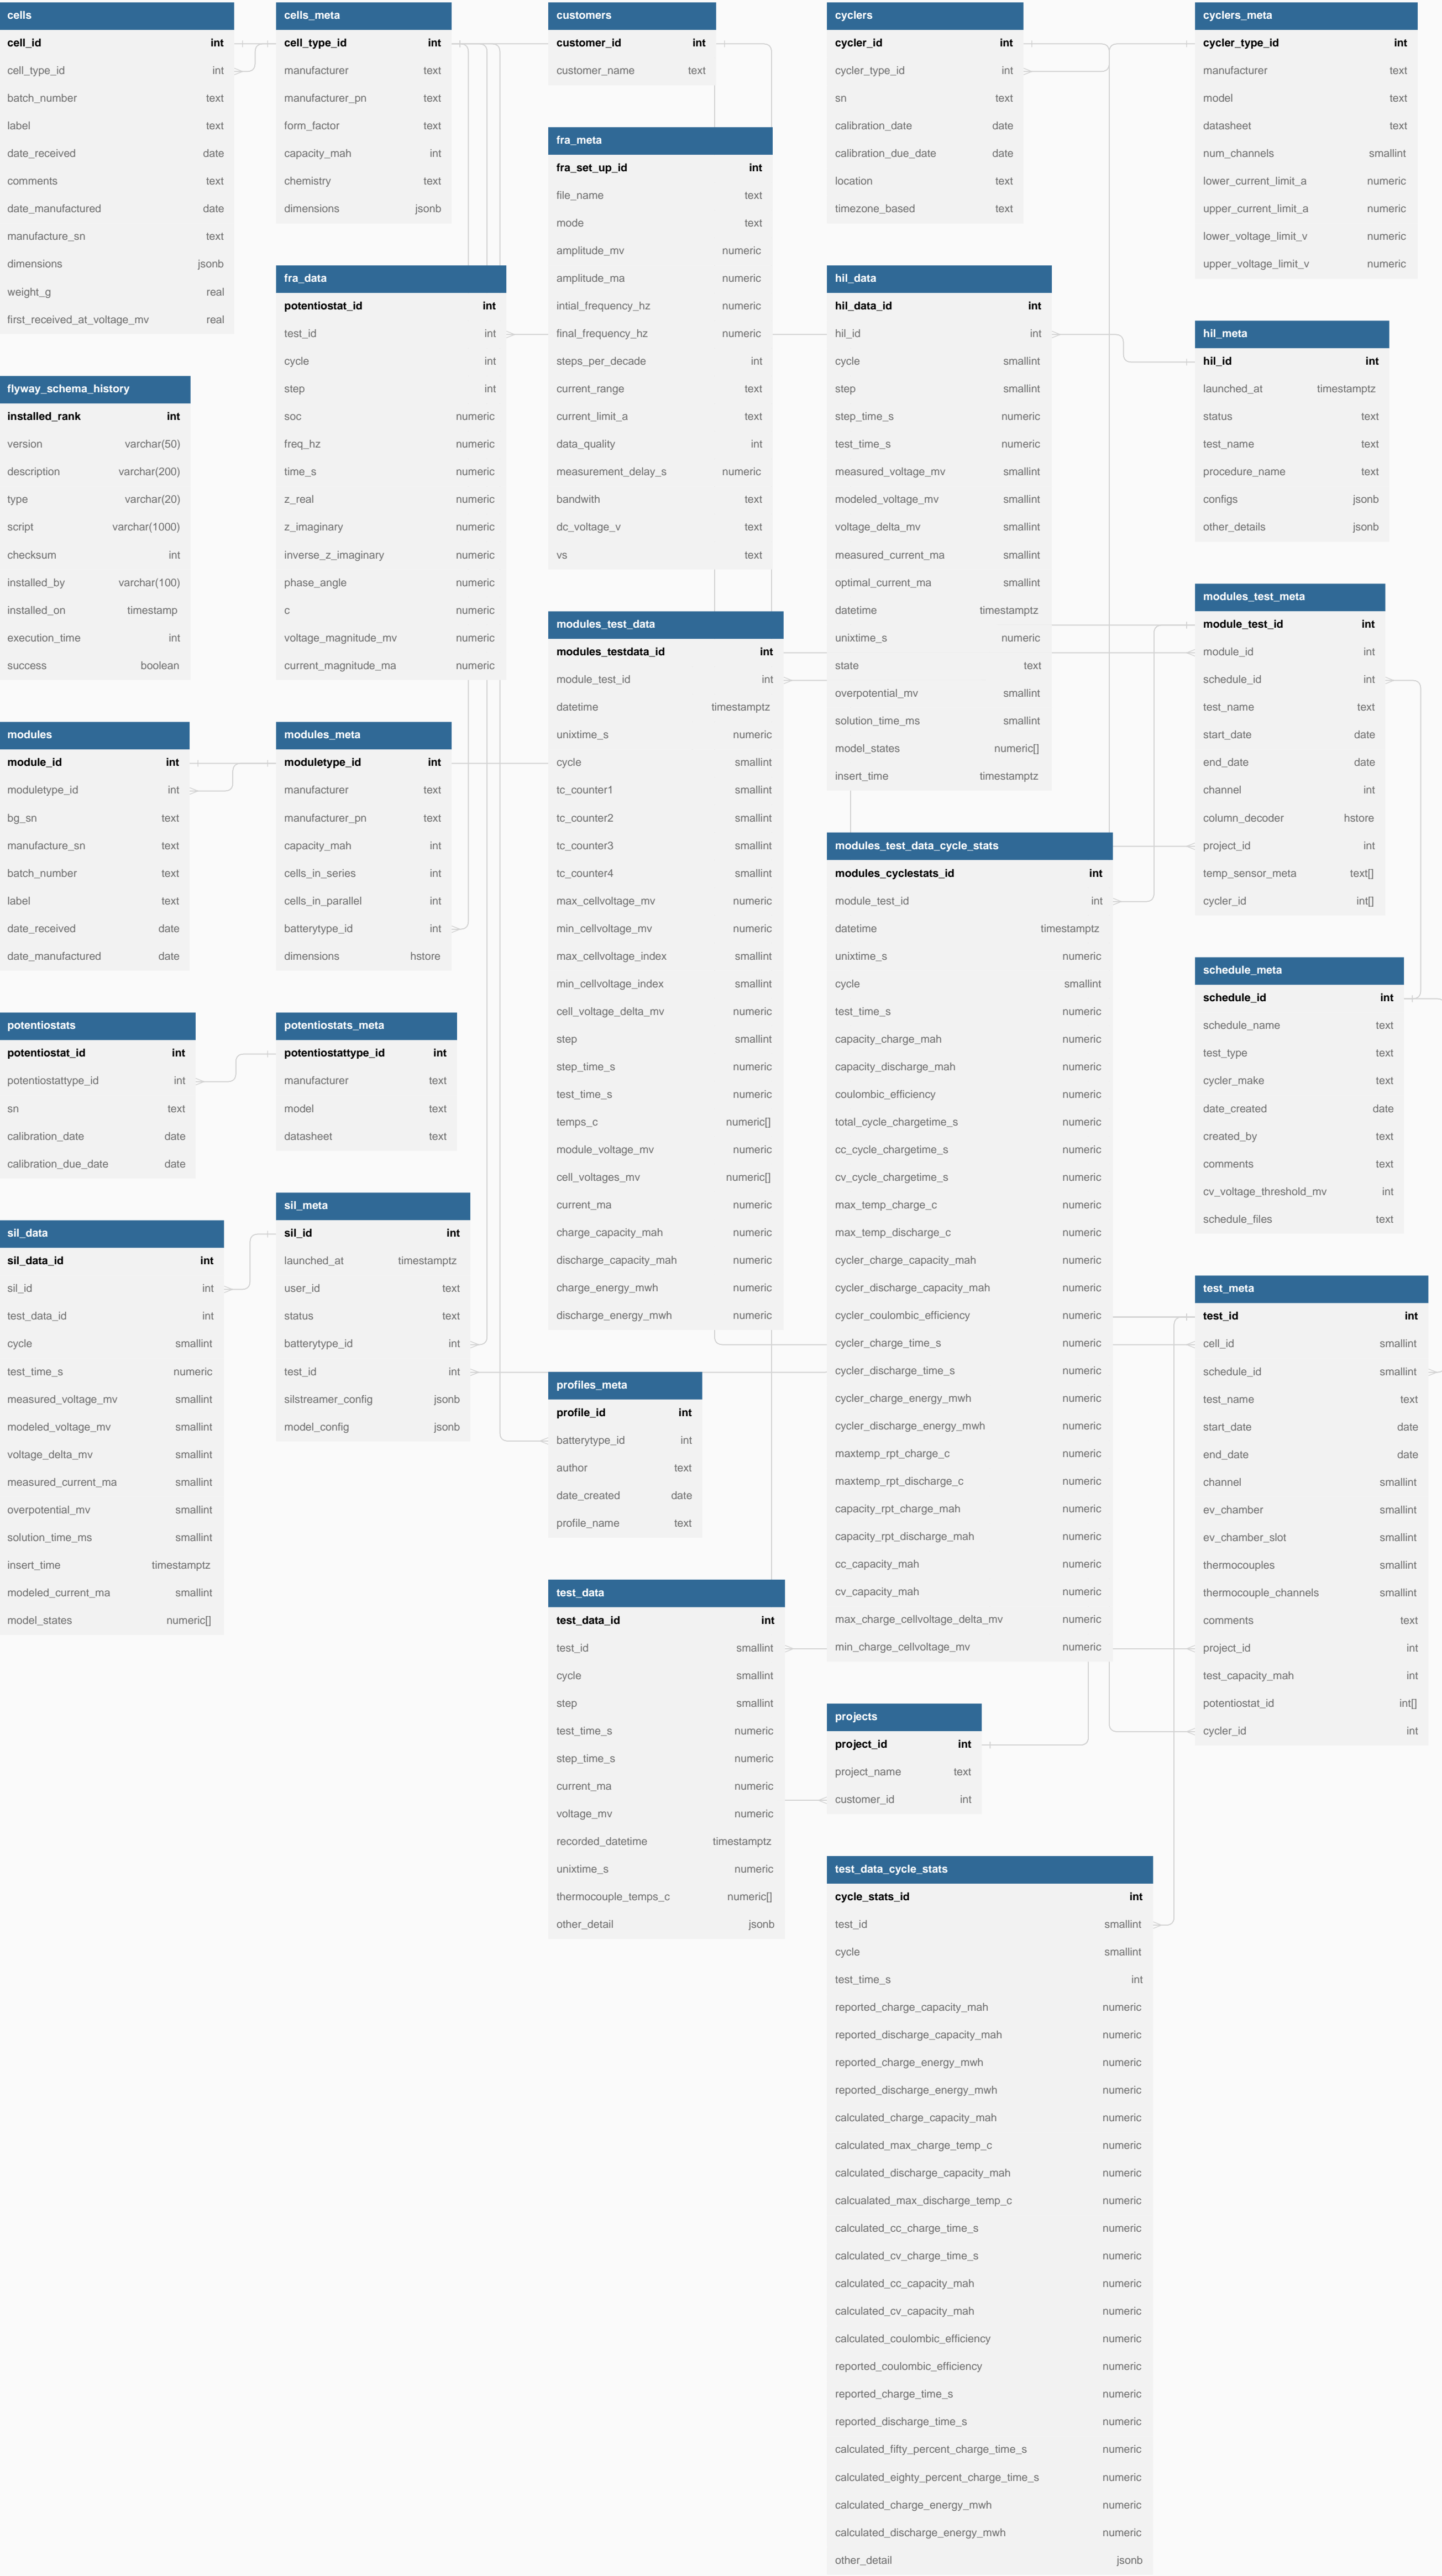 cells
cell_id int
cell_type_id int
batch_number text
label text
date_received date
comments text
date_manufactured date
manufacture_sn text
dimensions jsonb
weight_g real
first_received_at_voltage_mv real
cells_meta
cell_type_id int
manufacturer text
manufacturer_pn text
form_factor text
capacity_mah int
chemistry text
dimensions jsonb
customers
customer_id int
customer_name text
cyclers
cycler_id int
cycler_type_id int
sn text
calibration_date date
calibration_due_date date
location text
timezone_based text
cyclers_meta
cycler_type_id int
manufacturer text
model text
datasheet text
num_channels smallint
lower_current_limit_a numeric
upper_current_limit_a numeric
lower_voltage_limit_v numeric
upper_voltage_limit_v numeric
fra_meta
fra_set_up_id int
file_name text
mode text
amplitude_mv numeric
amplitude_ma numeric
intial_frequency_hz numeric
final_frequency_hz numeric
steps_per_decade int
current_range text
current_limit_a text
data_quality int
measurement_delay_s numeric
bandwith text
dc_voltage_v text
vs text
fra_data
potentiostat_id int
test_id int
cycle int
step int
soc numeric
freq_hz numeric
time_s numeric
z_real numeric
z_imaginary numeric
inverse_z_imaginary numeric
phase_angle numeric
c numeric
voltage_magnitude_mv numeric
current_magnitude_ma numeric
hil_data
hil_data_id int
hil_id int
cycle smallint
step smallint
step_time_s numeric
test_time_s numeric
measured_voltage_mv smallint
modeled_voltage_mv smallint
voltage_delta_mv smallint
measured_current_ma smallint
optimal_current_ma smallint
datetime timestamptz
unixtime_s numeric
state text
overpotential_mv smallint
solution_time_ms smallint
model_states numeric[]
insert_time timestamptz
hil_meta
hil_id int
launched_at timestamptz
status text
test_name text
procedure_name text
configs jsonb
other_details jsonb
flyway_schema_history
installed_rank int
version varchar(50)
description varchar(200)
type varchar(20)
script varchar(1000)
checksum int
installed_by varchar(100)
installed_on timestamp
execution_time int
success boolean
modules_test_meta
module_test_id int
module_id int
schedule_id int
test_name text
start_date date
end_date date
channel int
column_decoder hstore
project_id int
temp_sensor_meta text[]
cycler_id int[]
modules_test_data
modules_testdata_id int
module_test_id int
datetime timestamptz
unixtime_s numeric
cycle smallint
tc_counter1 smallint
tc_counter2 smallint
tc_counter3 smallint
tc_counter4 smallint
max_cellvoltage_mv numeric
min_cellvoltage_mv numeric
max_cellvoltage_index smallint
min_cellvoltage_index smallint
cell_voltage_delta_mv numeric
step smallint
step_time_s numeric
test_time_s numeric
temps_c numeric[]
module_voltage_mv numeric
cell_voltages_mv numeric[]
current_ma numeric
charge_capacity_mah numeric
discharge_capacity_mah numeric
charge_energy_mwh numeric
discharge_energy_mwh numeric
modules
module_id int
moduletype_id int
bg_sn text
manufacture_sn text
batch_number text
label text
date_received date
date_manufactured date
modules_meta
moduletype_id int
manufacturer text
manufacturer_pn text
capacity_mah int
cells_in_series int
cells_in_parallel int
batterytype_id int
dimensions hstore
modules_test_data_cycle_stats
modules_cyclestats_id int
module_test_id int
datetime timestamptz
unixtime_s numeric
cycle smallint
test_time_s numeric
capacity_charge_mah numeric
capacity_discharge_mah numeric
coulombic_efficiency numeric
total_cycle_chargetime_s numeric
cc_cycle_chargetime_s numeric
cv_cycle_chargetime_s numeric
max_temp_charge_c numeric
max_temp_discharge_c numeric
cycler_charge_capacity_mah numeric
cycler_discharge_capacity_mah numeric
cycler_coulombic_efficiency numeric
cycler_charge_time_s numeric
cycler_discharge_time_s numeric
cycler_charge_energy_mwh numeric
cycler_discharge_energy_mwh numeric
maxtemp_rpt_charge_c numeric
maxtemp_rpt_discharge_c numeric
capacity_rpt_charge_mah numeric
capacity_rpt_discharge_mah numeric
cc_capacity_mah numeric
cv_capacity_mah numeric
max_charge_cellvoltage_delta_mv numeric
min_charge_cellvoltage_mv numeric
schedule_meta
schedule_id int
schedule_name text
test_type text
cycler_make text
date_created date
created_by text
comments text
cv_voltage_threshold_mv int
schedule_files text
potentiostats
potentiostat_id int
potentiostattype_id int
sn text
calibration_date date
calibration_due_date date
potentiostats_meta
potentiostattype_id int
manufacturer text
model text
datasheet text
sil_meta
sil_id int
launched_at timestamptz
user_id text
status text
batterytype_id int
test_id int
silstreamer_config jsonb
model_config jsonb
sil_data
sil_data_id int
sil_id int
test_data_id int
cycle smallint
test_time_s numeric
measured_voltage_mv smallint
modeled_voltage_mv smallint
voltage_delta_mv smallint
measured_current_ma smallint
overpotential_mv smallint
solution_time_ms smallint
insert_time timestamptz
modeled_current_ma smallint
model_states numeric[]
test_meta
test_id int
cell_id smallint
schedule_id smallint
test_name text
start_date date
end_date date
channel smallint
ev_chamber smallint
ev_chamber_slot smallint
thermocouples smallint
thermocouple_channels smallint
comments text
project_id int
test_capacity_mah int
potentiostat_id int[]
cycler_id int
profiles_meta
profile_id int
batterytype_id int
author text
date_created date
profile_name text
test_data
test_data_id int
test_id smallint
cycle smallint
step smallint
test_time_s numeric
step_time_s numeric
current_ma numeric
voltage_mv numeric
recorded_datetime timestamptz
unixtime_s numeric
thermocouple_temps_c numeric[]
other_detail jsonb
projects
project_id int
project_name text
customer_id int
test_data_cycle_stats
cycle_stats_id int
test_id smallint
cycle smallint
test_time_s int
reported_charge_capacity_mah numeric
reported_discharge_capacity_mah numeric
reported_charge_energy_mwh numeric
reported_discharge_energy_mwh numeric
calculated_charge_capacity_mah numeric
calculated_max_charge_temp_c numeric
calculated_discharge_capacity_mah numeric
calcualated_max_discharge_temp_c numeric
calculated_cc_charge_time_s numeric
calculated_cv_charge_time_s numeric
calculated_cc_capacity_mah numeric
calculated_cv_capacity_mah numeric
calculated_coulombic_efficiency numeric
reported_coulombic_efficiency numeric
reported_charge_time_s numeric
reported_discharge_time_s numeric
calculated_fifty_percent_charge_time_s numeric
calculated_eighty_percent_charge_time_s numeric
calculated_charge_energy_mwh numeric
calculated_discharge_energy_mwh numeric
other_detail jsonb